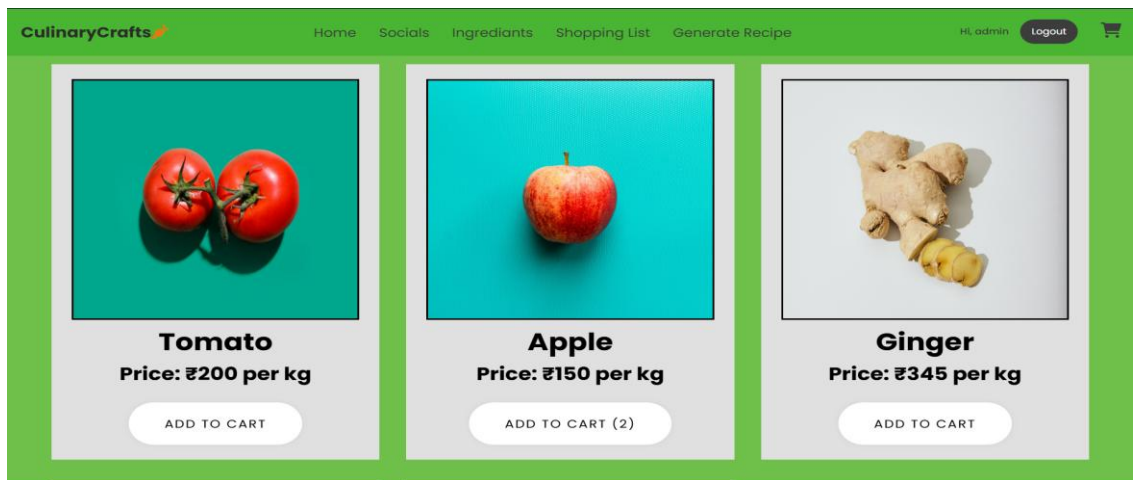 CulinaryCrafts
Home Socials Ingrediants Shopping List Generate Recipe
Hi, admin Logout
Tomato
Price: ₹200 per kg
ADD TO CART
Apple
Price: ₹150 per kg
ADD TO CART (2)
Ginger
Price: ₹345 per kg
ADD TO CART